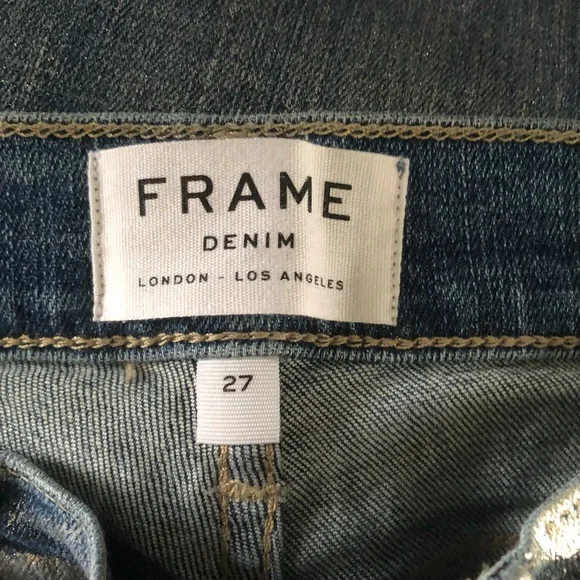 FRAME
DENIM
LONDON - LOS ANGELES
27